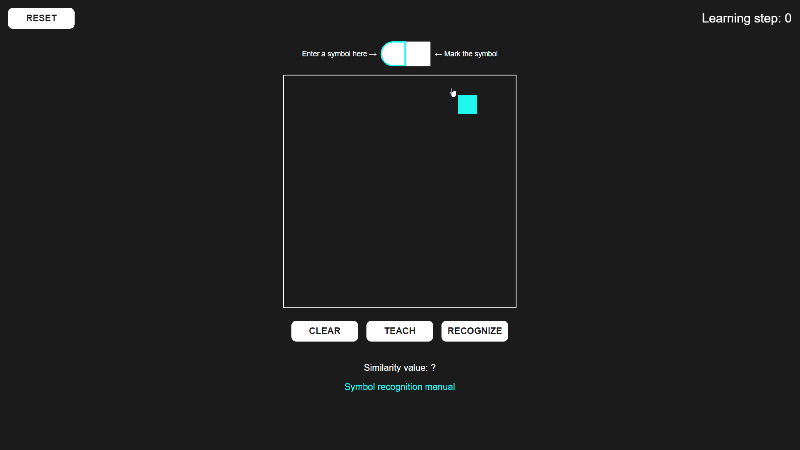 RESET
Learning step: 0
Enter a symbol here → ← Mark the symbol
CLEAR TEACH RECOGNIZE
Similarity value: ?
Symbol recognition manual